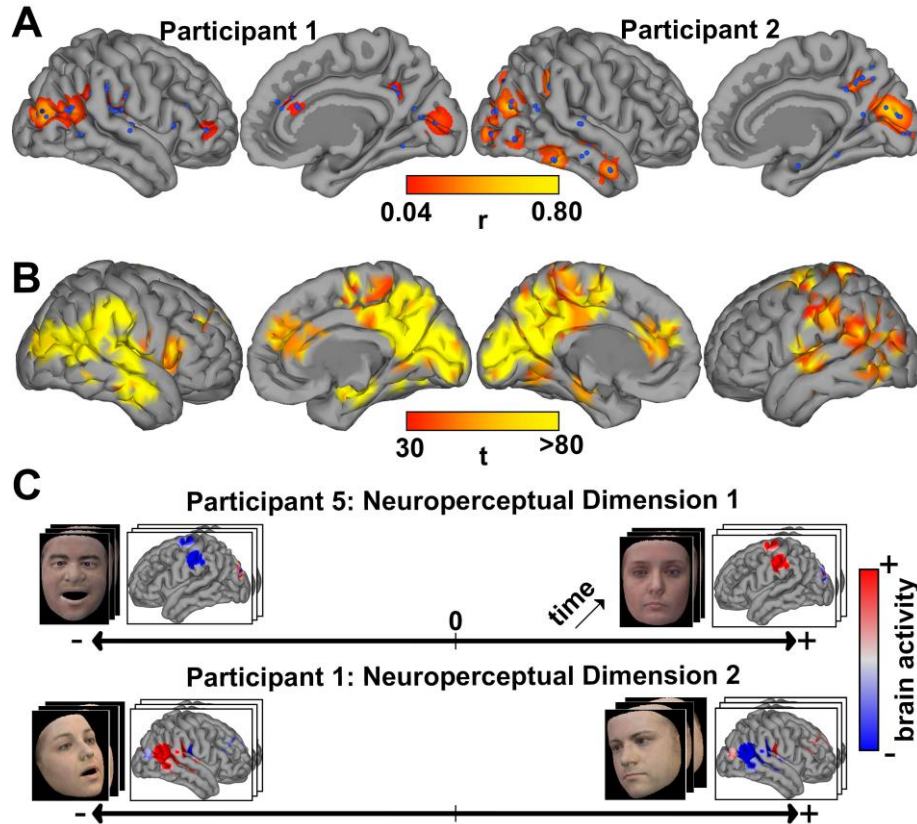 A
Participant 1
Participant 2
0.04
0.80
r
B
30
>80
t
C
Participant 5: Neuroperceptual Dimension 1
time
0
-
+
Participant 1: Neuroperceptual Dimension 2
-
+
+
brain activity
-